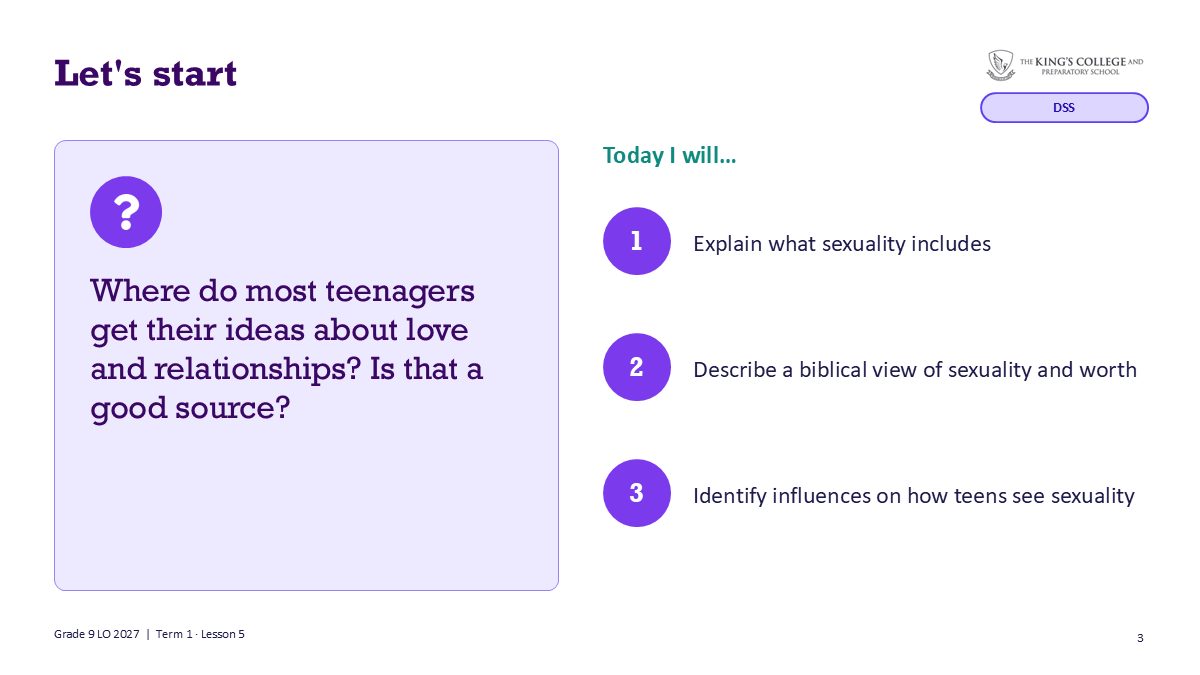 Let's start
THE KING'S COLLEGE AND
PREPARATORY SCHOOL
DSS
?
Where do most teenagers
get their ideas about love
and relationships? Is that a
good source?
Today I will...
1
Explain what sexuality includes
2
Describe a biblical view of sexuality and worth
3
Identify influences on how teens see sexuality
Grade 9 LO 2027 | Term 1 · Lesson 5
3